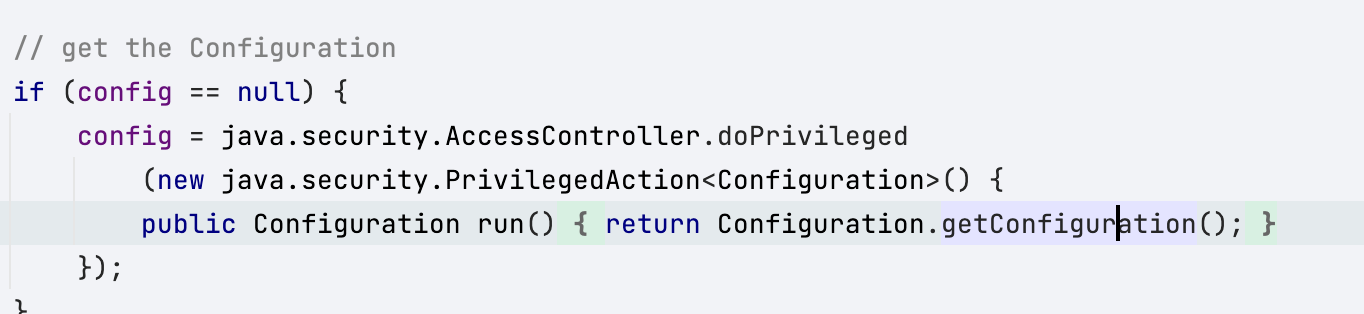 // get the Configuration
if (config == null) {
    config = java.security.AccessController.doPrivileged
        (new java.security.PrivilegedAction<Configuration>() {
        public Configuration run() { return Configuration.getConfiguration(); }
    });
}